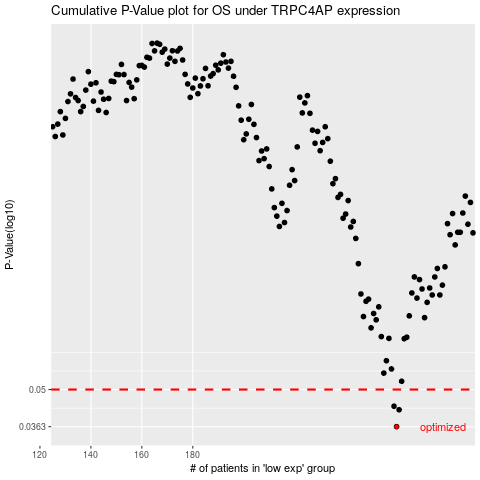 Cumulative P-Value plot for OS under TRPC4AP expression
P-Value(log10)
0.05
0.0363
optimized
120 140 160 180
# of patients in 'low exp' group